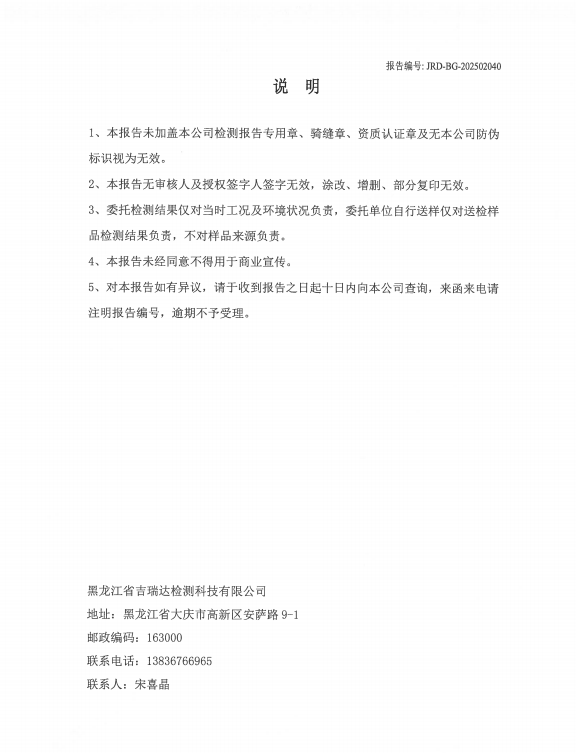 报告编号: JRD-BG-202502040
说 明
1、本报告未加盖本公司检测报告专用章、骑缝章、资质认证章及无本公司防伪
标识视为无效。
2、本报告无审核人及授权签字人签字无效，涂改、增删、部分复印无效。
3、委托检测结果仅对当时工况及环境状况负责，委托单位自行送样仅对送检样
品检测结果负责，不对样品来源负责。
4、本报告未经同意不得用于商业宣传。
5、对本报告如有异议，请于收到报告之日起十日内向本公司查询，来函来电请
注明报告编号，逾期不予受理。
黑龙江省吉瑞达检测科技有限公司
地址：黑龙江省大庆市高新区安萨路 9-1
邮政编码：163000
联系电话：13836766965
联系人：宋喜晶